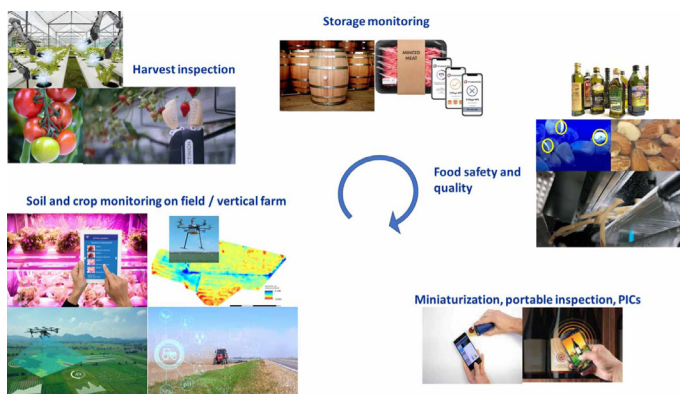 Storage monitoring
Harvest inspection
MINCED
MEAT
Food safety and
quality
Soil and crop monitoring on field / vertical farm
Miniaturization, portable inspection, PICs